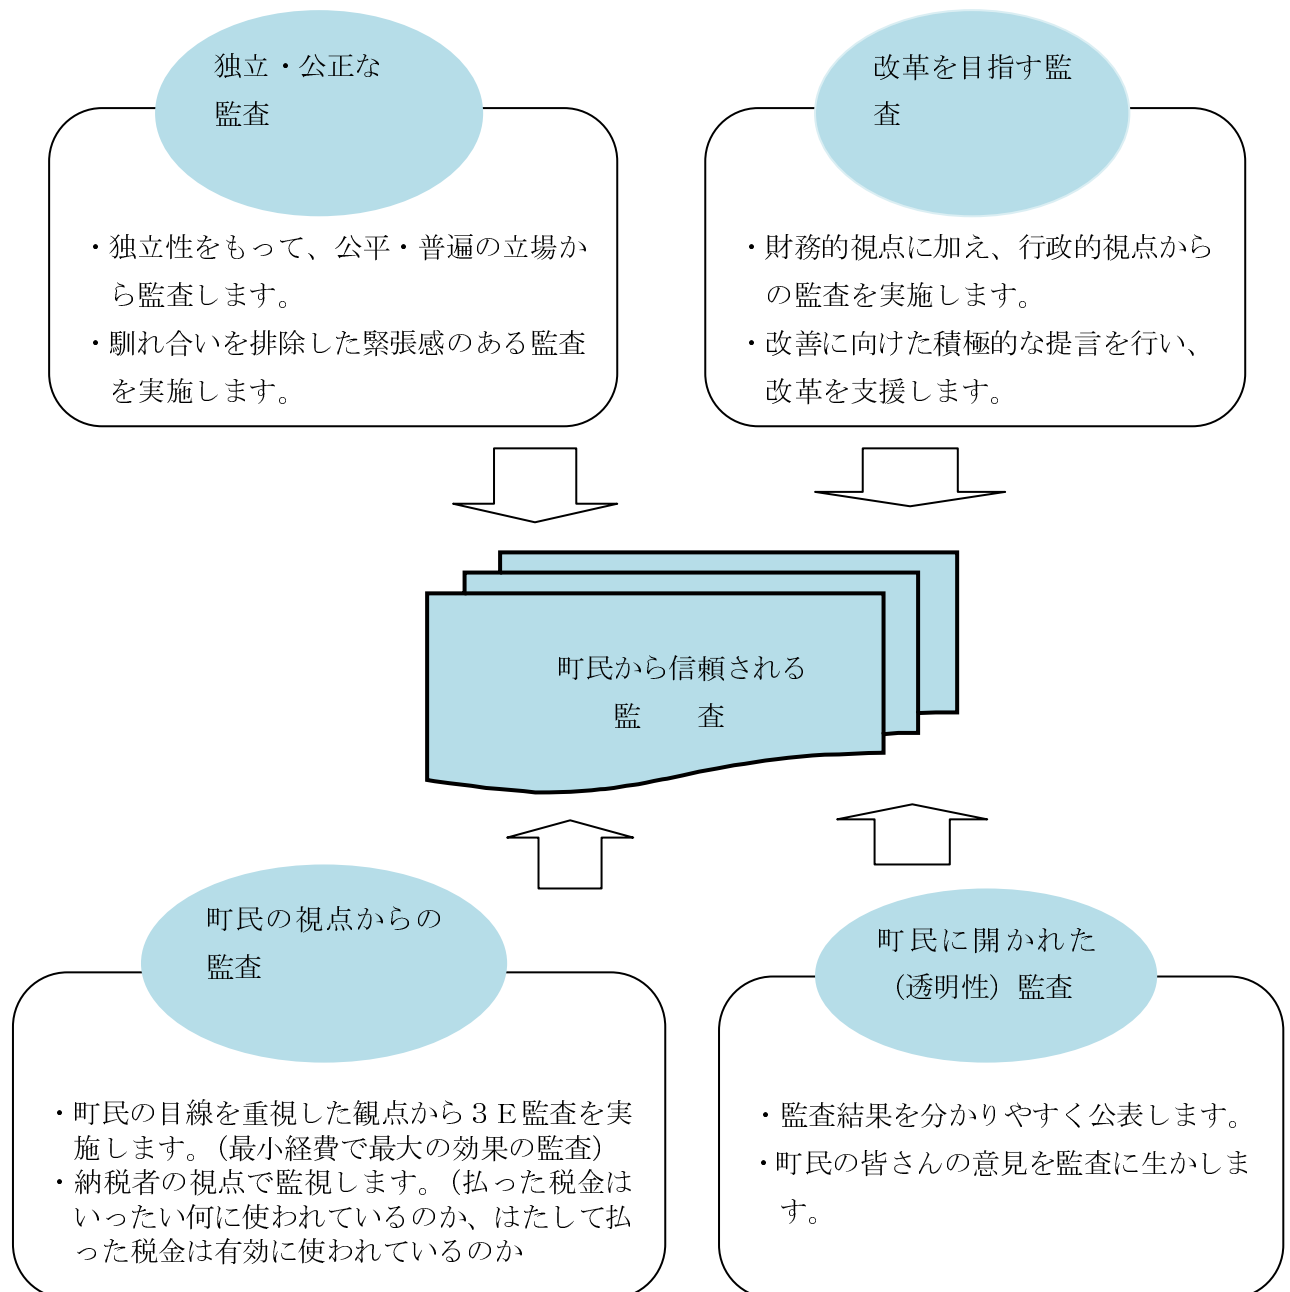 独立・公正な
監査
・独立性をもって、公平・普遍の立場か
ら監査します。
・馴れ合いを排除した緊張感のある監査
を実施します。
改革を目指す監
査
・財務的視点に加え、行政的視点から
の監査を実施します。
・改善に向けた積極的な提言を行い、
改革を支援します。
町民から信頼される
監　　査
町民の視点からの
監査
・町民の目線を重視した観点から３Ｅ監査を実
施します。（最小経費で最大の効果の監査）
・納税者の視点で監視します。（払った税金は
いったい何に使われているのか、はたして払
った税金は有効に使われているのか
町民に開かれた
（透明性）監査
・監査結果を分かりやすく公表します。
・町民の皆さんの意見を監査に生かしま
す。